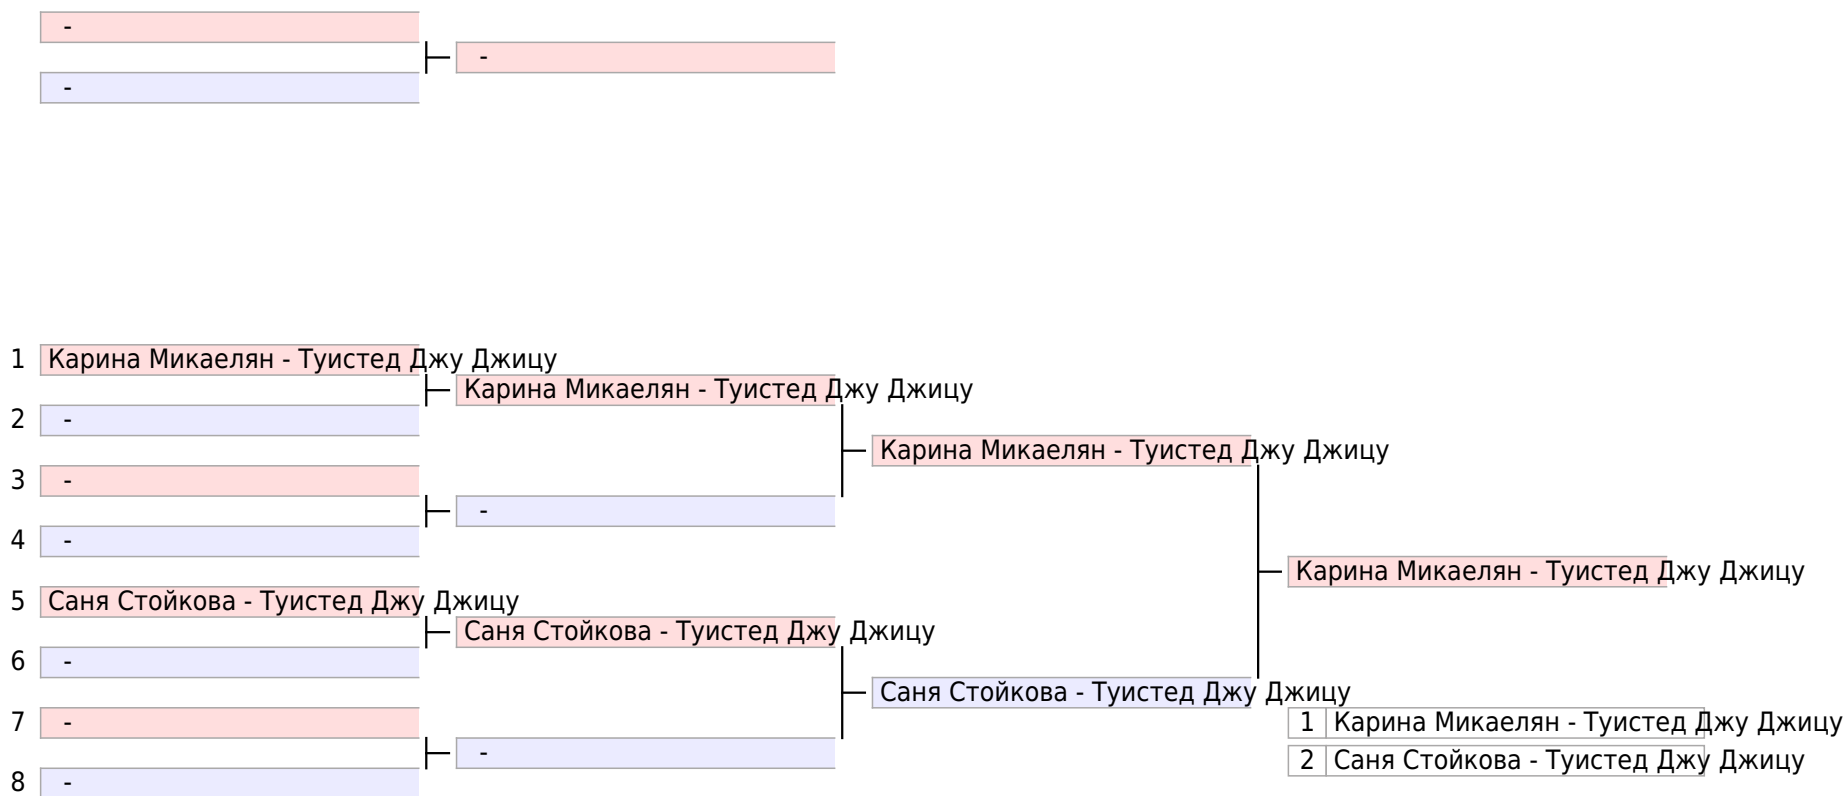 -
-
-
1 Карина Микаелян - Туистед Джу Джицу
Карина Микаелян - Туистед Джу Джицу
2 -
Карина Микаелян - Туистед Джу Джицу
3 -
-
4 -
Карина Микаелян - Туистед Джу Джицу
5 Саня Стойкова - Туистед Джу Джицу
Саня Стойкова - Туистед Джу Джицу
6 -
Саня Стойкова - Туистед Джу Джицу
7 -
1 Карина Микаелян - Туистед Джу Джицу
-
2 Саня Стойкова - Туистед Джу Джицу
8 -